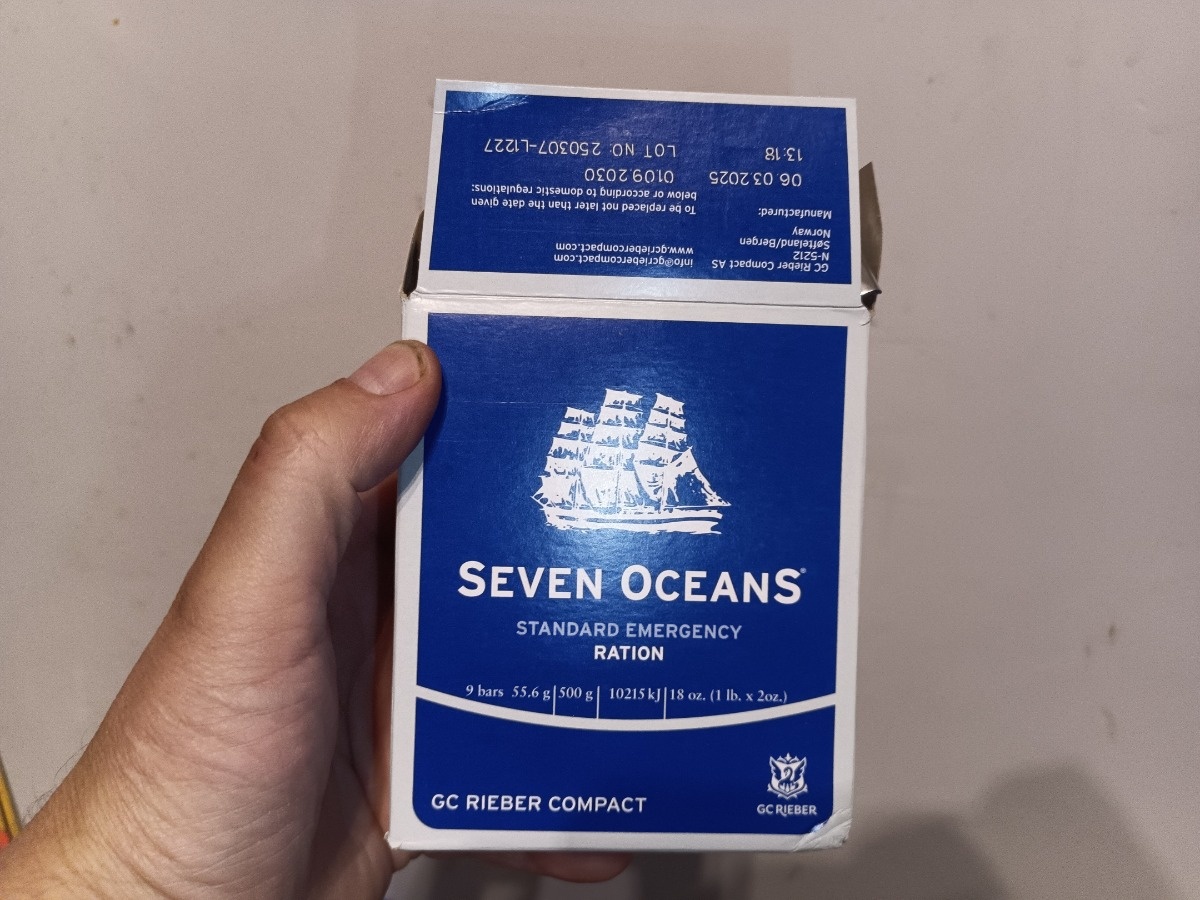 GC Rieber Compact AS
N-5212
Søfteland/Bergen
Norway
Manufactured:
06.03.2025
13:18
info@gcriebercompact.com
www.gcriebercompact.com
To be replaced not later than the date given
below or according to domestic regulations:
01.09.2030
LOT NO: 250307-L1227
SEVEN OCEANS®
STANDARD EMERGENCY
RATION
9 bars 55.6 g | 500 g | 10215 kJ | 18 oz. (1 lb. x 2oz.)
GC RIEBER COMPACT
GC RIEBER